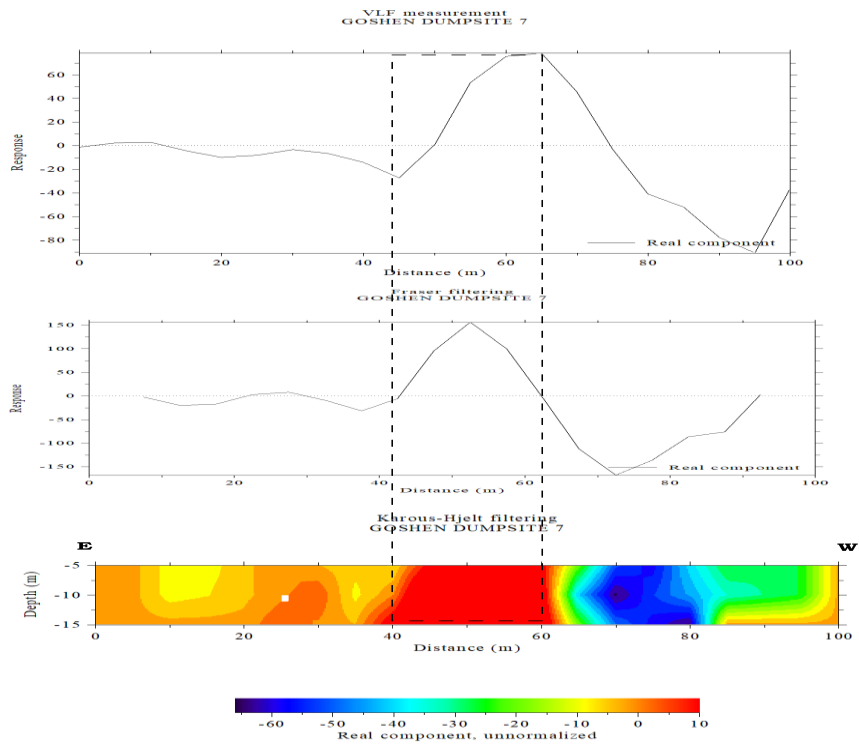 VLF measurement
GOSHEN DUMPSITE 7
60
40
20
0
-20
-40
-60
-80
Response
Real component
0 20 40 60 80 100
Distance (m)
Fraser filtering
GOSHEN DUMPSITE 7
150
100
50
0
-50
-100
-150
Response
Real component
0 20 40 60 80 100
Distance (m)
Karous-Hjelt filtering
GOSHEN DUMPSITE 7
E W
-5
-10
-15
Depth (m)
0 20 40 60 80 100
Distance (m)
-60 -50 -40 -30 -20 -10 0 10
Real component, unnormalized